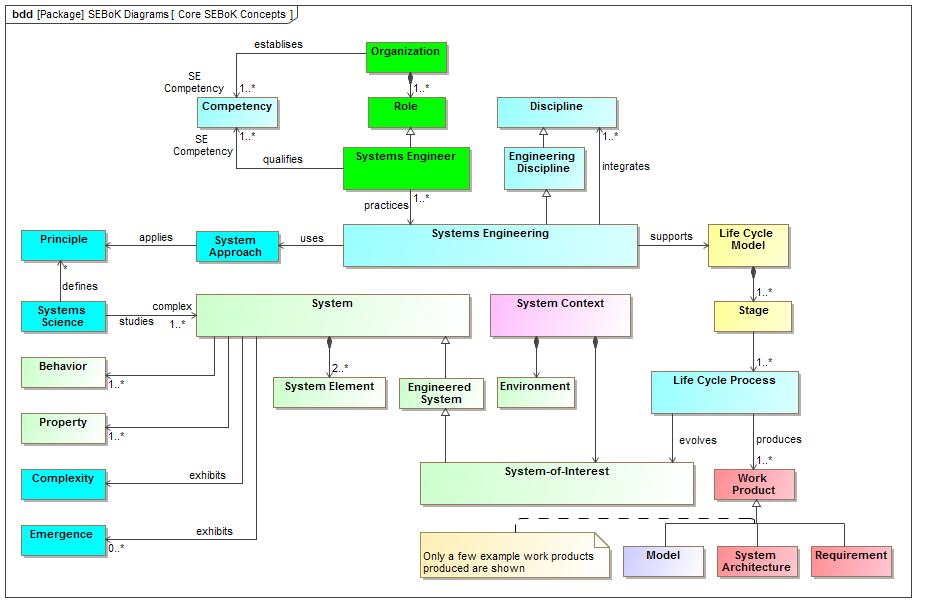 bdd [Package] SEBoK Diagrams [ Core SEBoK Concepts ]
establises
Organization
SE
Competency
1..*
1..*
Competency
Role
Discipline
1..*
1..*
SE
Competency
qualifies
Systems Engineer
Engineering
Discipline
integrates
practices
1..*
Principle
applies
System
Approach
uses
Systems Engineering
supports
Life Cycle
Model
*
defines
1..*
Systems
Science
studies
complex
1..*
System
System Context
Stage
Behavior
1..*
2..*
1..*
System Element
Engineered
System
Environment
Life Cycle Process
Property
1..*
evolves
produces
1..*
Complexity
exhibits
System-of-Interest
Work
Product
Emergence
exhibits
0..*
Only a few example work products
produced are shown
Model
System
Architecture
Requirement